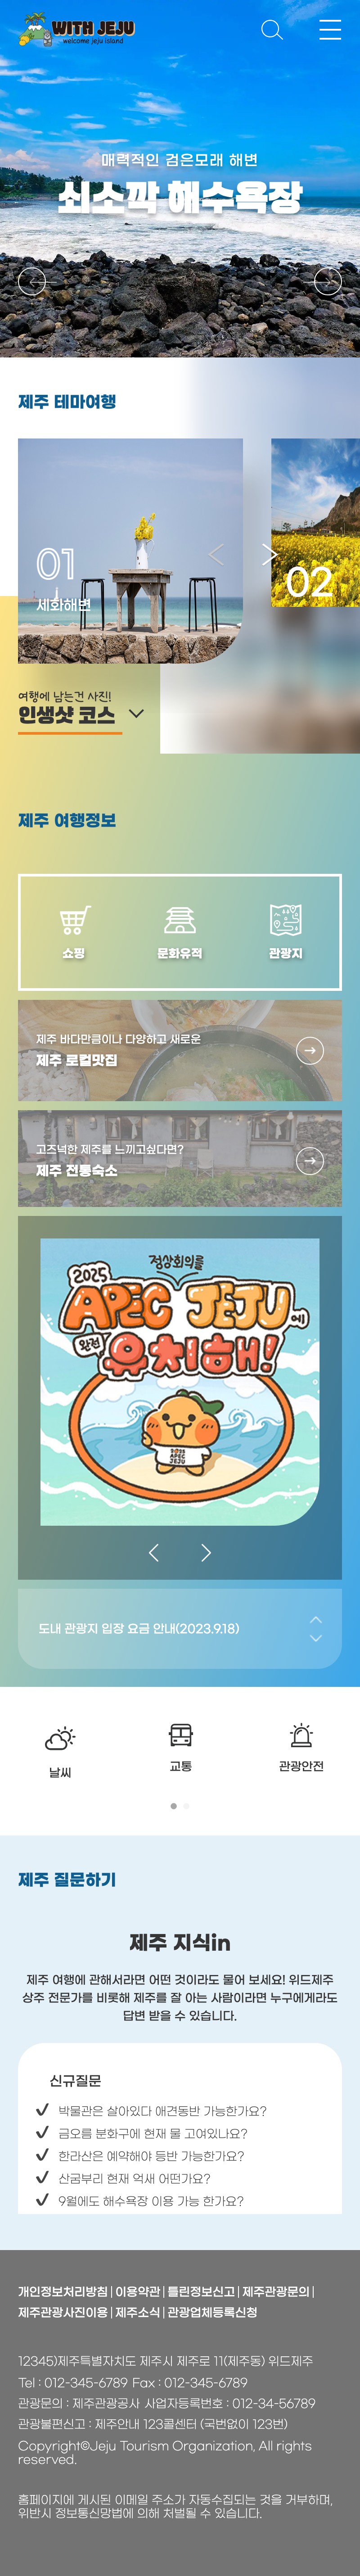 WITH JEJU
welcome jeju island
매력적인 검은모래 해변
쇠소깍 해수욕장
제주 테마여행
01
세화해변
02
여행에 남는건 사진!
인생샷 코스
제주 여행정보
쇼핑
문화유적
관광지
제주 바다만큼이나 다양하고 새로운
제주 로컬맛집
고즈넉한 제주를 느끼고싶다면?
제주 전통숙소
정상회의를
2025
APEC JEJU에
완전
유치해!
2025
APEC
JEJU
도내 관광지 입장 요금 안내(2023.9.18)
날씨
교통
관광안전
제주 질문하기
제주 지식in
제주 여행에 관해서라면 어떤 것이라도 물어 보세요! 위드제주
상주 전문가를 비롯해 제주를 잘 아는 사람이라면 누구에게라도
답변 받을 수 있습니다.
신규질문
박물관은 살아있다 애견동반 가능한가요?
금오름 분화구에 현재 물 고여있나요?
한라산은 예약해야 등반 가능한가요?
산굼부리 현재 억새 어떤가요?
9월에도 해수욕장 이용 가능 한가요?
개인정보처리방침 | 이용약관 | 틀린정보신고 | 제주관광문의 |
제주관광사진이용 | 제주소식 | 관광업체등록신청
12345)제주특별자치도 제주시 제주로 11(제주동) 위드제주
Tel : 012-345-6789 Fax : 012-345-6789
관광문의 : 제주관광공사 사업자등록번호 : 012-34-56789
관광불편신고 : 제주안내 123콜센터 (국번없이 123번)
Copyright©Jeju Tourism Organization, All rights
reserved.
홈페이지에 게시된 이메일 주소가 자동수집되는 것을 거부하며,
위반시 정보통신망법에 의해 처벌될 수 있습니다.